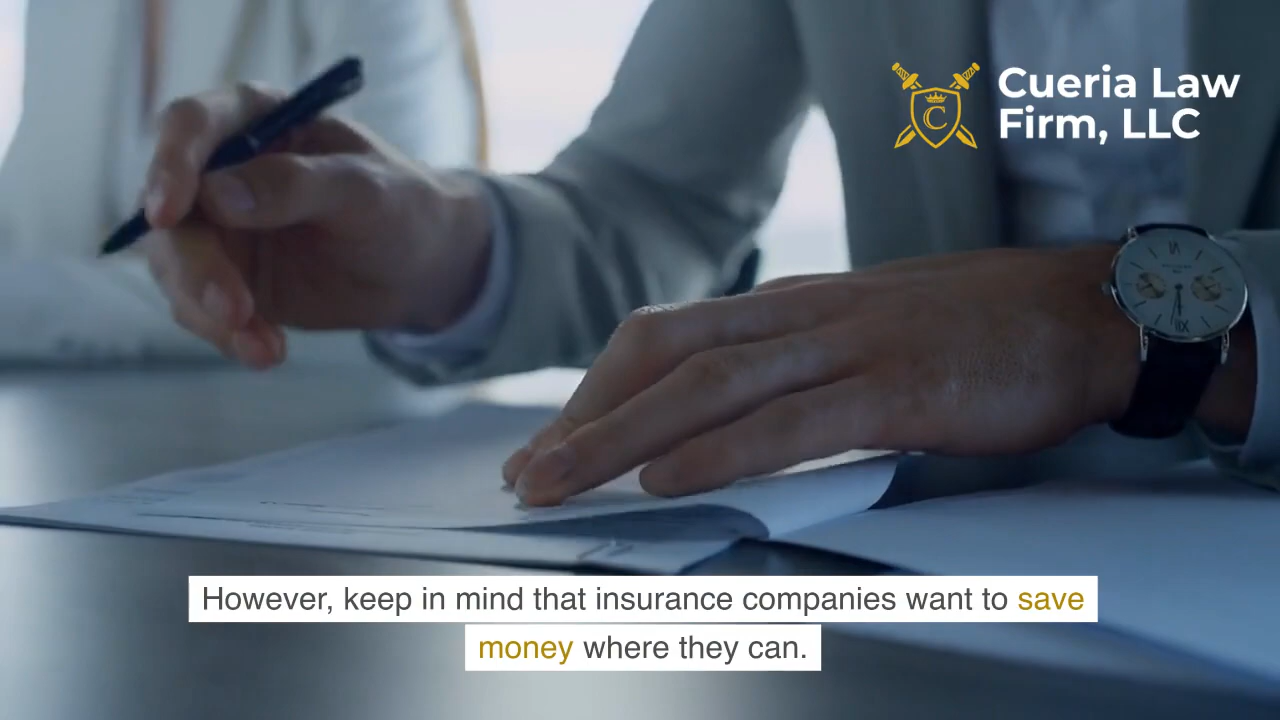 Cueria Law
Firm, LLC
C
However, keep in mind that insurance companies want to save
money where they can.